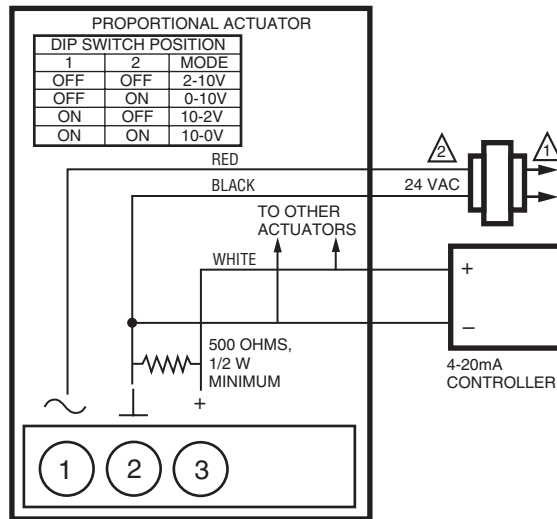 PROPORTIONAL ACTUATOR
DIP SWITCH POSITION
1 2 MODE
OFF OFF 2-10V
OFF ON 0-10V
ON OFF 10-2V
ON ON 10-0V
RED
2
1
BLACK
24 VAC
TO OTHER
ACTUATORS
WHITE
+
–
500 OHMS,
1/2 W
MINIMUM
+
4-20mA
CONTROLLER
1 2 3